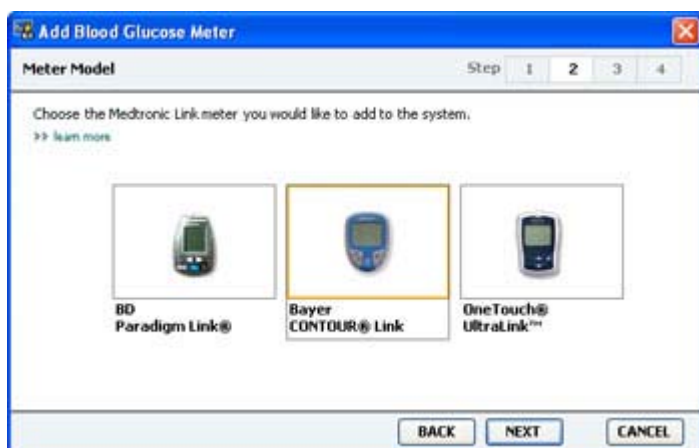 Add Blood Glucose Meter
Meter Model Step 1 2 3 4
Choose the Medtronic Link meter you would like to add to the system.
>> learn more
BD
Paradigm Link®
Bayer
CONTOUR® Link
OneTouch®
UltraLink™
BACK NEXT CANCEL